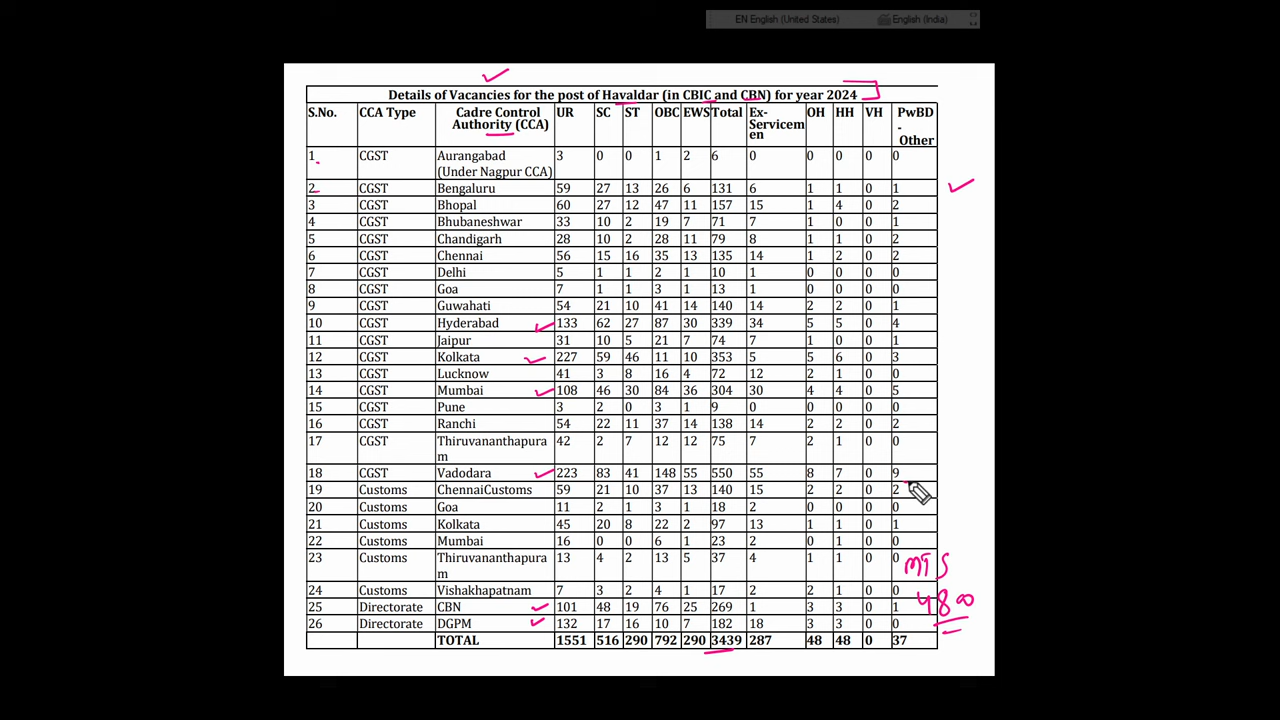 EN English (United States) English (India)
Details of Vacancies for the post of Havaldar (in CBIC and CBN) for year 2024
S.No. CCA Type Cadre Control Authority (CCA) UR SC ST OBC EWS Total Ex-Servicemen OH HH VH PwBD - Other
1 CGST Aurangabad (Under Nagpur CCA) 3 0 0 1 2 6 0 0 0 0 0
2 CGST Bengaluru 59 27 13 26 6 131 6 1 1 0 1
3 CGST Bhopal 60 27 12 47 11 157 15 1 4 0 2
4 CGST Bhubaneshwar 33 10 2 19 7 71 7 1 0 0 1
5 CGST Chandigarh 28 10 2 28 11 79 8 1 1 0 2
6 CGST Chennai 56 15 16 35 13 135 14 1 2 0 2
7 CGST Delhi 5 1 1 2 1 10 1 0 0 0 0
8 CGST Goa 7 1 1 3 1 13 1 0 0 0 0
9 CGST Guwahati 54 21 10 41 14 140 14 2 2 0 1
10 CGST Hyderabad 133 62 27 87 30 339 34 5 5 0 4
11 CGST Jaipur 31 10 5 21 7 74 7 1 0 0 1
12 CGST Kolkata 227 59 46 11 10 353 5 5 6 0 3
13 CGST Lucknow 41 3 8 16 4 72 12 2 1 0 0
14 CGST Mumbai 108 46 30 84 36 304 30 4 4 0 5
15 CGST Pune 3 2 0 3 1 9 0 0 0 0 0
16 CGST Ranchi 54 22 11 37 14 138 14 2 2 0 2
17 CGST Thiruvananthapuram 42 2 7 12 12 75 7 2 1 0 0
18 CGST Vadodara 223 83 41 148 55 550 55 8 7 0 9
19 Customs ChennaiCustoms 59 21 10 37 13 140 15 2 2 0 2
20 Customs Goa 11 2 1 3 1 18 2 0 0 0 0
21 Customs Kolkata 45 20 8 22 2 97 13 1 1 0 1
22 Customs Mumbai 16 0 0 6 1 23 2 0 1 0 0
23 Customs Thiruvananthapuram 13 4 2 13 5 37 4 1 1 0 0
MTS
24 Customs Vishakhapatnam 7 3 2 4 1 17 2 2 1 0 0
4800
25 Directorate CBN 101 48 19 76 25 269 1 3 3 0 1
26 Directorate DGPM 132 17 16 10 7 182 18 3 3 0 0
TOTAL 1551 516 290 792 290 3439 287 48 48 0 37